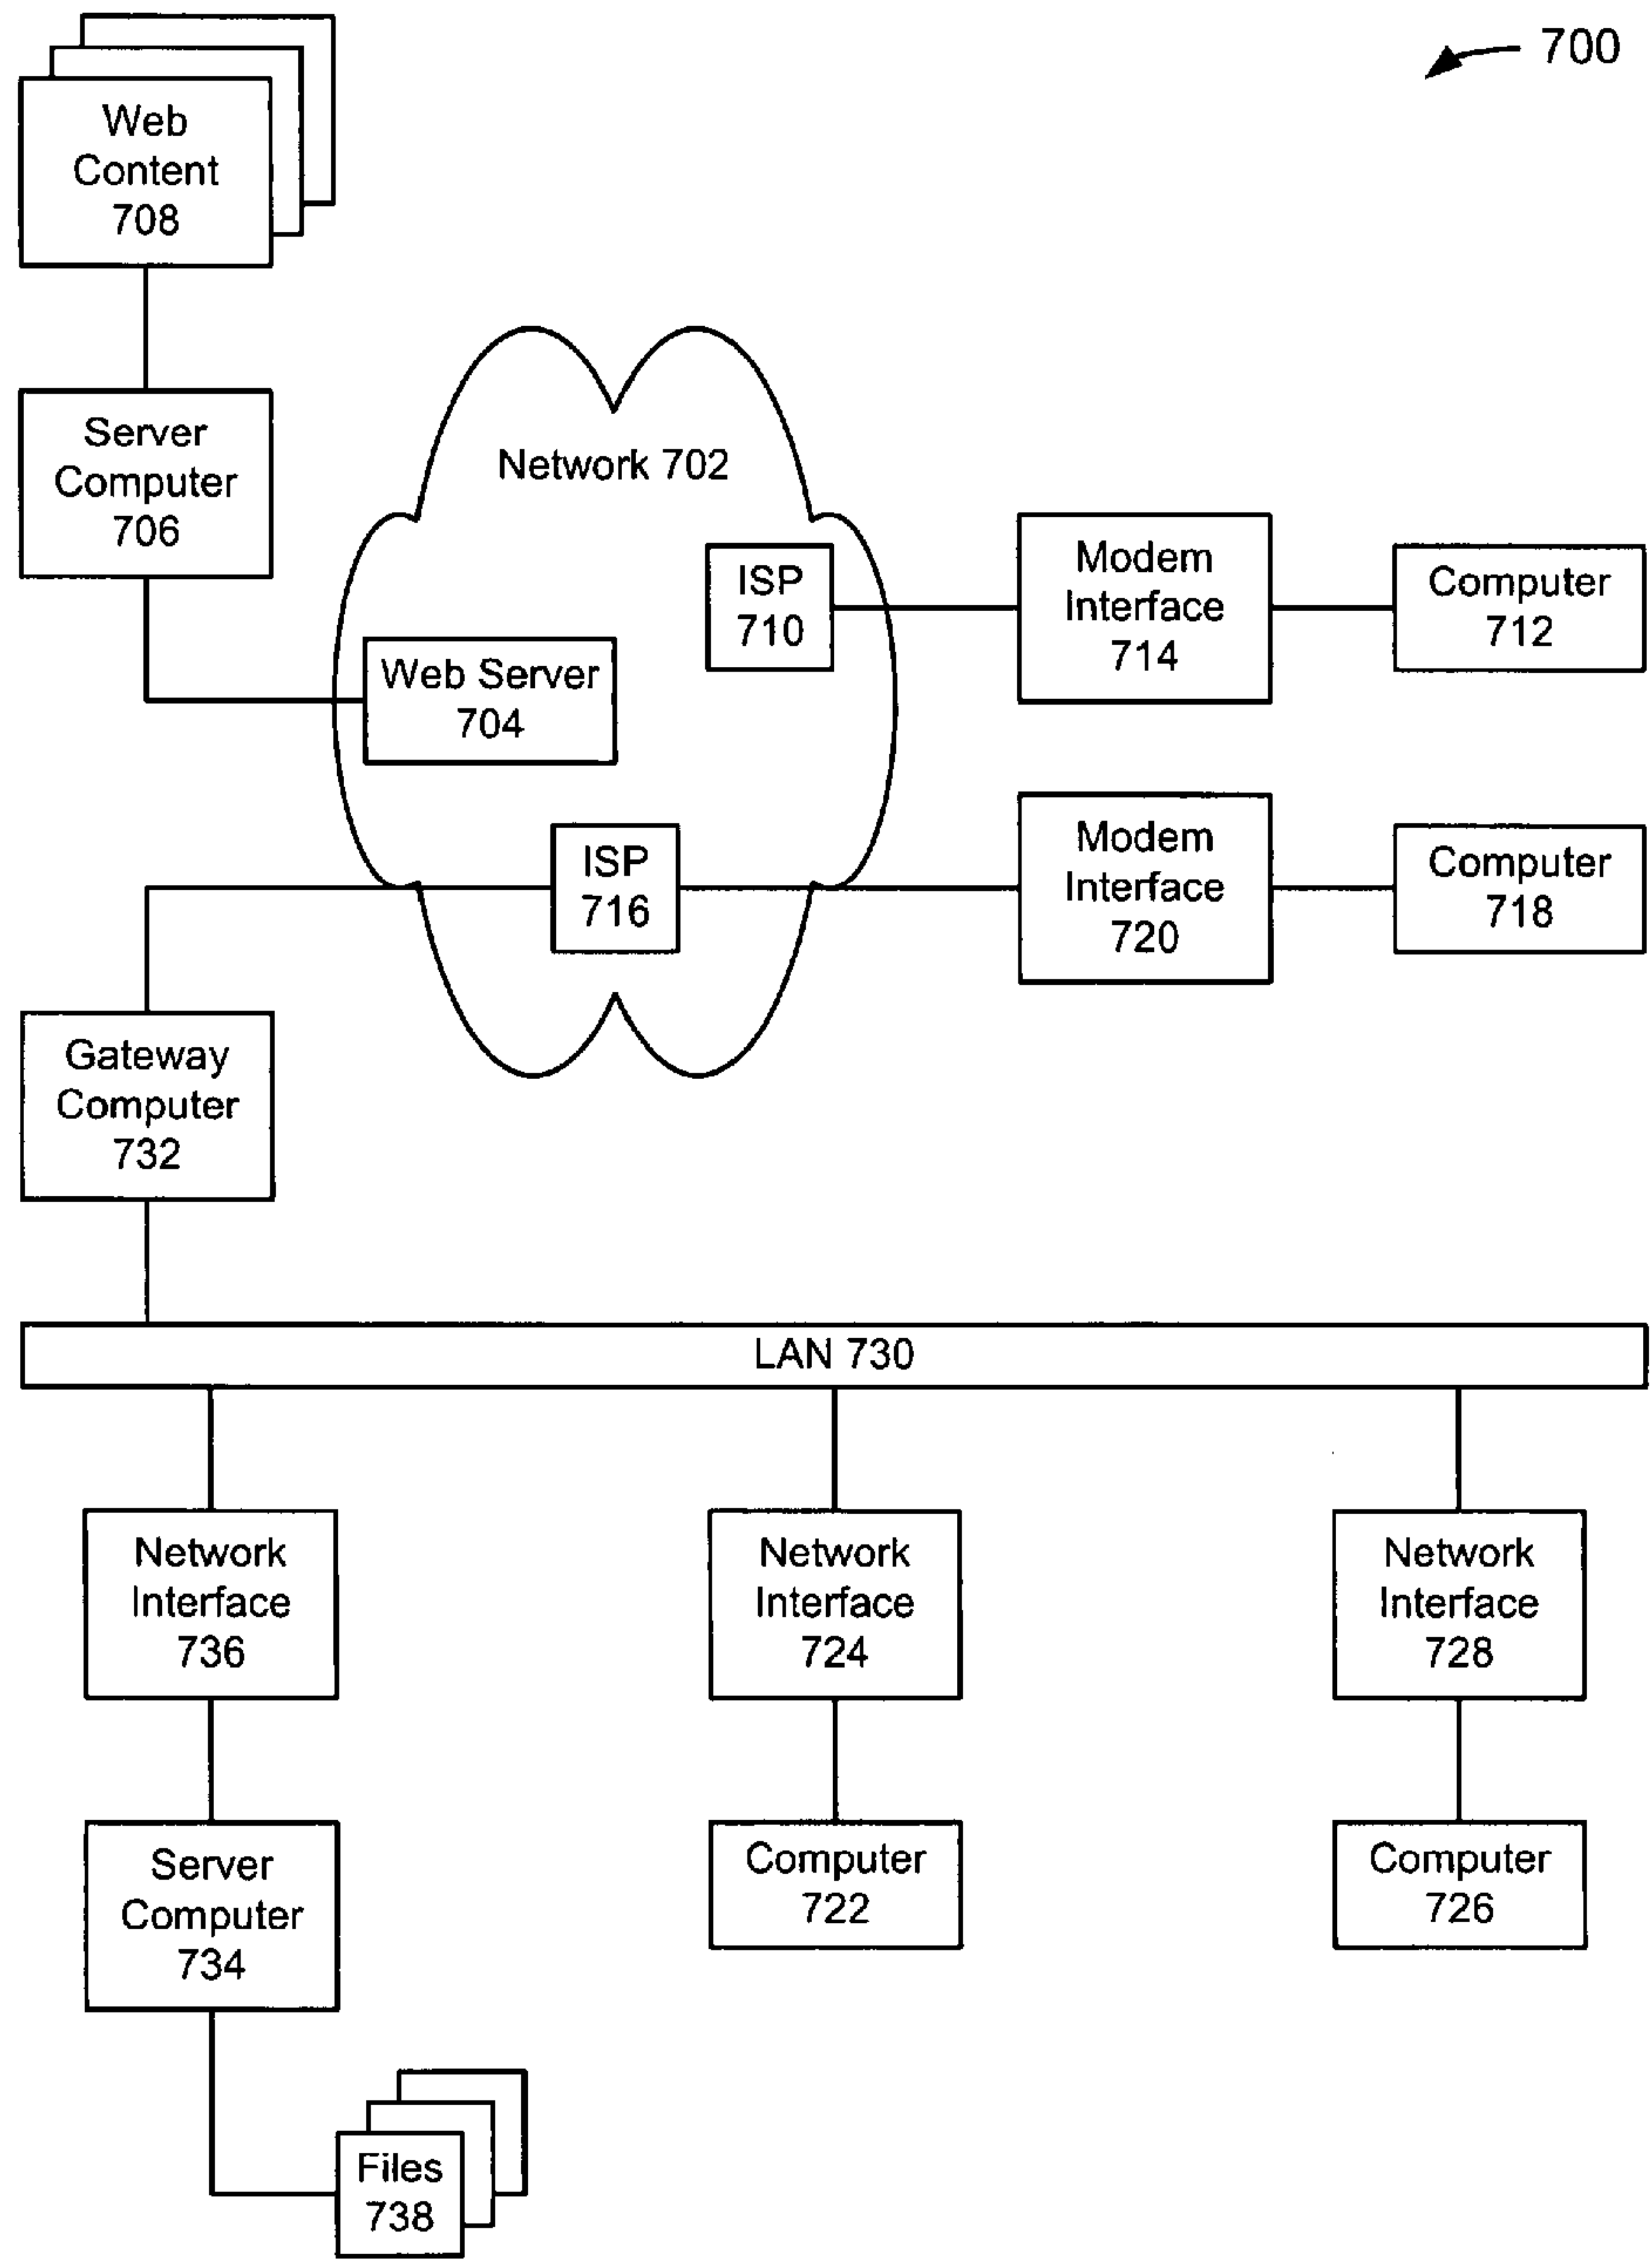 700
Web
Content
708
Server
Computer
706
Network 702
ISP
710
Modem
Interface
714
Computer
712
Web Server
704
ISP
716
Modem
Interface
720
Computer
718
Gateway
Computer
732
LAN 730
Network
Interface
736
Network
Interface
724
Network
Interface
728
Server
Computer
734
Computer
722
Computer
726
Files
738